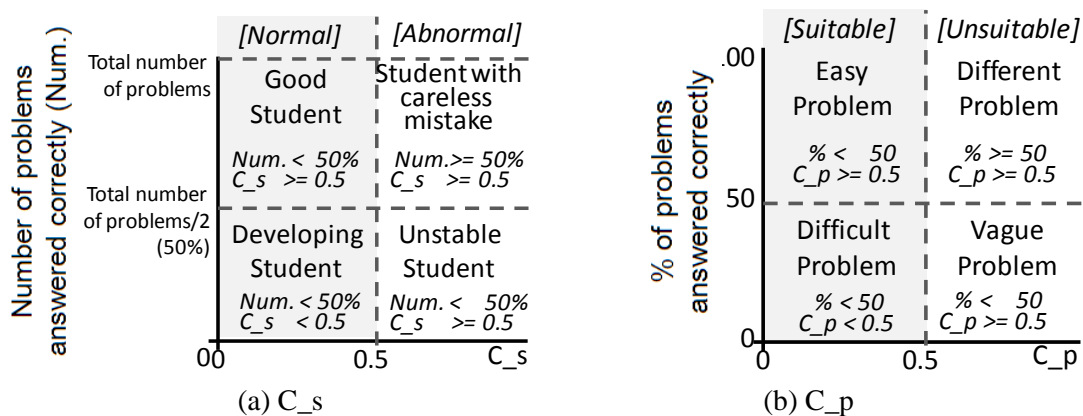 Number of problems
answered correctly (Num.)
Total number
of problems
Total number
of problems/2
(50%)
[Normal]
[Abnormal]
Good
Student
Num. < 50%
C_s >= 0.5
Student with
careless
mistake
Num.>= 50%
C_s >= 0.5
Developing
Student
Num. < 50%
C_s < 0.5
Unstable
Student
Num. < 50%
C_s >= 0.5
00
0.5
C_s
(a) C_s
% of problems
answered correctly
[Suitable]
[Unsuitable]
.00
50
0
Easy
Problem
% < 50
C_p >= 0.5
Different
Problem
% >= 50
C_p >= 0.5
Difficult
Problem
% < 50
C_p < 0.5
Vague
Problem
% < 50
C_p >= 0.5
0
0.5
C_p
(b) C_p